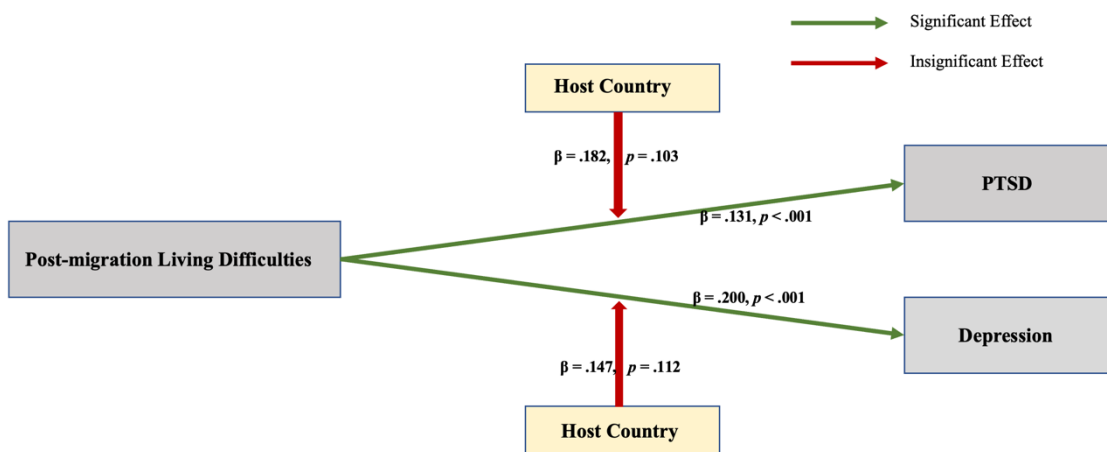 Significant Effect
Insignificant Effect
Host Country
β = .182, p = .103
PTSD
β = .131, p < .001
Post-migration Living Difficulties
β = .200, p < .001
Depression
β = .147, p = .112
Host Country